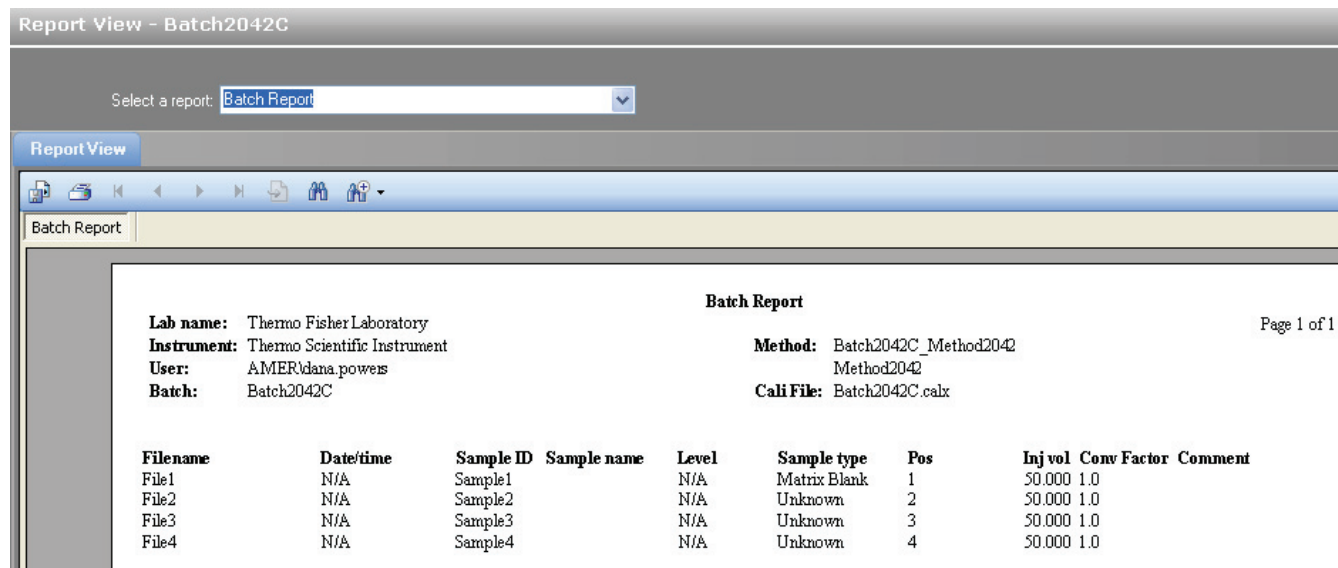 Report View - Batch2042C
Select a report: Batch Report
Report View
Batch Report
Batch Report
Page 1 of 1
Lab name: Thermo Fisher Laboratory
Instrument: Thermo Scientific Instrument Method: Batch2042C_Method2042
User: AMER\dana.powers Method2042
Batch: Batch2042C Cali File: Batch2042C.calx
Filename Date/time Sample ID Sample name Level Sample type Pos Inj vol Conv Factor Comment
File1 N/A Sample1 N/A Matrix Blank 1 50.000 1.0
File2 N/A Sample2 N/A Unknown 2 50.000 1.0
File3 N/A Sample3 N/A Unknown 3 50.000 1.0
File4 N/A Sample4 N/A Unknown 4 50.000 1.0